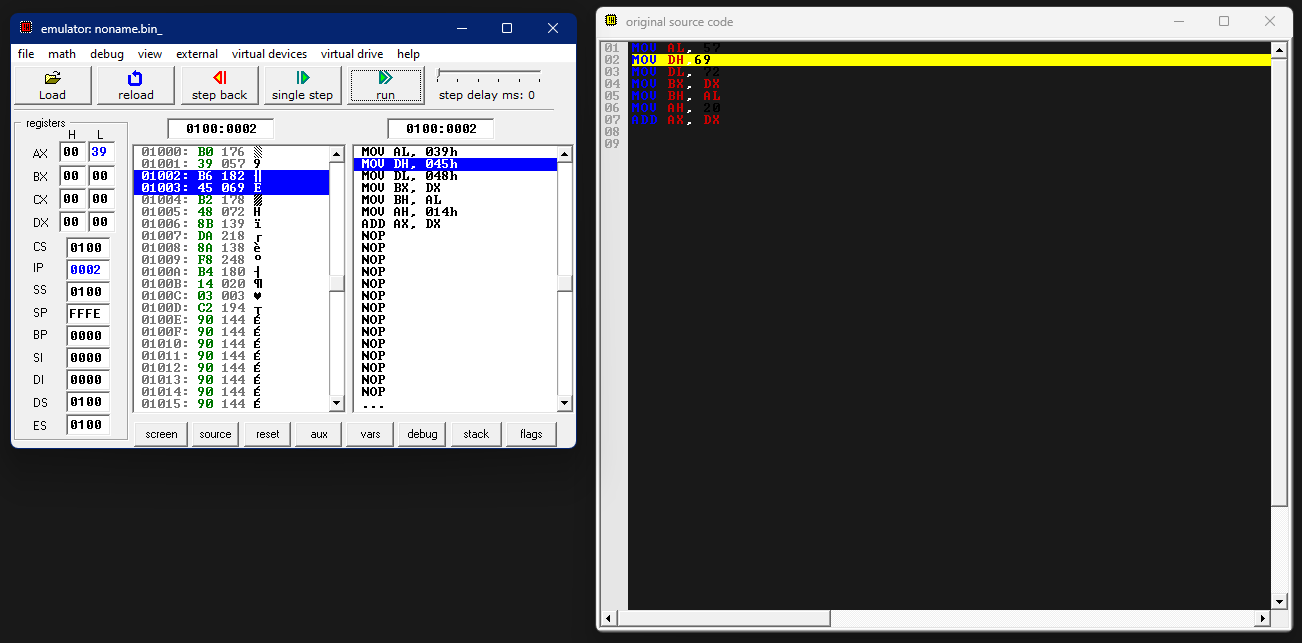 emulator: noname.bin_
file math debug view external virtual devices virtual drive help
Load reload step back single step run step delay ms: 0
registers
H L
AX 00 39
BX 00 00
CX 00 00
DX 00 00
CS 0100
IP 0002
SS 0100
SP FFFE
BP 0000
SI 0000
DI 0000
DS 0100
ES 0100
0100:0002
01000: B0 176 ▒
01001: 39 057 9
01002: B6 182 ╢
01003: 45 069 E
01004: B2 178 ▓
01005: 48 072 H
01006: 8B 139 ï
01007: DA 218 ┌
01008: 8A 138 è
01009: F8 248 °
0100A: B4 180 ┤
0100B: 14 020 ¶
0100C: 03 003 ♥
0100D: C2 194 ┬
0100E: 90 144 É
0100F: 90 144 É
01010: 90 144 É
01011: 90 144 É
01012: 90 144 É
01013: 90 144 É
01014: 90 144 É
01015: 90 144 É
0100:0002
MOV AL, 039h
MOV DH, 045h
MOV DL, 048h
MOV BX, DX
MOV BH, AL
MOV AH, 014h
ADD AX, DX
NOP
NOP
NOP
NOP
NOP
NOP
NOP
NOP
NOP
NOP
NOP
NOP
NOP
NOP
...
screen source reset aux vars debug stack flags
original source code
01 MOV AL, 57
02 MOV DH,69
03 MOV DL, 72
04 MOV BX, DX
05 MOV BH, AL
06 MOV AH, 20
07 ADD AX, DX
08
09